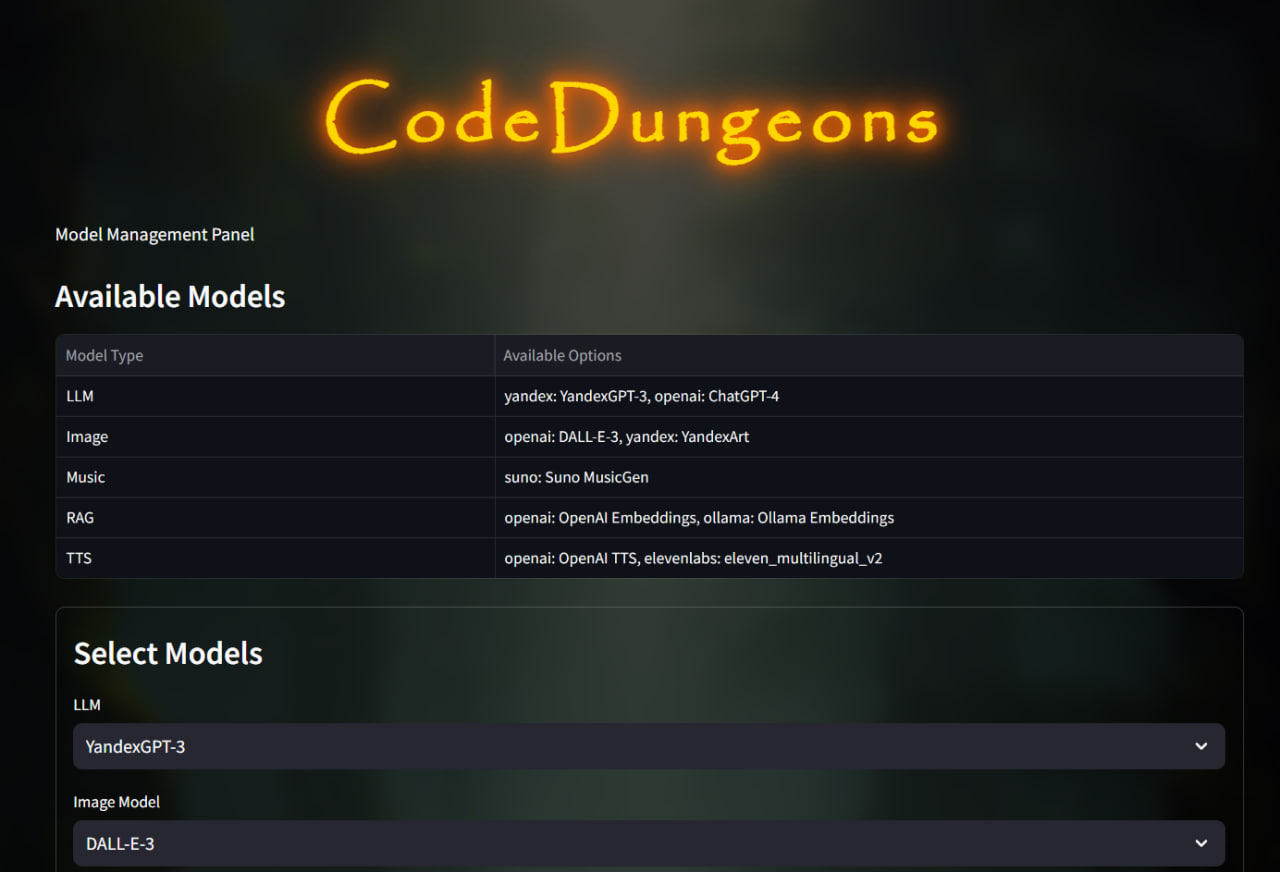 CodeDungeons
Model Management Panel
Available Models
Model Type Available Options
LLM yandex: YandexGPT-3, openai: ChatGPT-4
Image openai: DALL-E-3, yandex: YandexArt
Music suno: Suno MusicGen
RAG openai: OpenAI Embeddings, ollama: Ollama Embeddings
TTS openai: OpenAI TTS, elevenlabs: eleven_multilingual_v2
Select Models
LLM
YandexGPT-3
Image Model
DALL-E-3